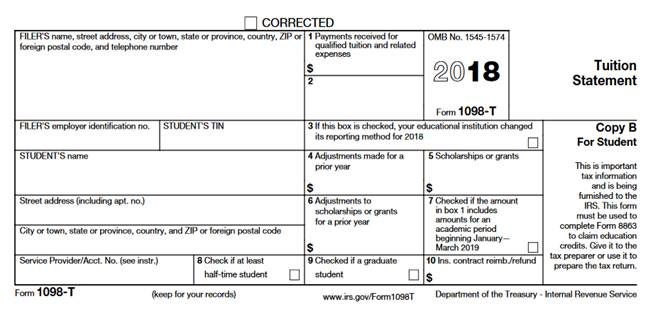 CORRECTED
FILER'S name, street address, city or town, state or province, country, ZIP or
foreign postal code, and telephone number
1 Payments received for
qualified tuition and related
expenses
$
2
OMB No. 1545-1574
2018
Form 1098-T
Tuition
Statement
FILER'S employer identification no.
STUDENT'S TIN
3 If this box is checked, your educational institution changed
its reporting method for 2018
Copy B
For Student
STUDENT'S name
4 Adjustments made for a
prior year
$
5 Scholarships or grants
$
This is important
tax information
and is being
furnished to the
IRS. This form
must be used to
complete Form 8863
to claim education
credits. Give it to the
tax preparer or use it to
prepare the tax return.
Street address (including apt. no.)
6 Adjustments to
scholarships or grants
for a prior year
$
7 Checked if the amount
in box 1 includes
amounts for an
academic period
beginning January—
March 2019
City or town, state or province, country, and ZIP or foreign postal code
Service Provider/Acct. No. (see instr.)
8 Check if at least
half-time student
9 Checked if a graduate
student
10 Ins. contract reimb./refund
$
Form 1098-T
(keep for your records)
www.irs.gov/Form1098T
Department of the Treasury - Internal Revenue Service